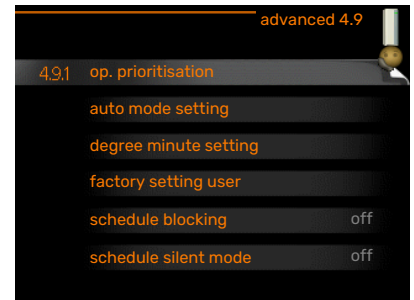 advanced 4.9
4.9.1 op. prioritisation
auto mode setting
degree minute setting
factory setting user
schedule blocking off
schedule silent mode off